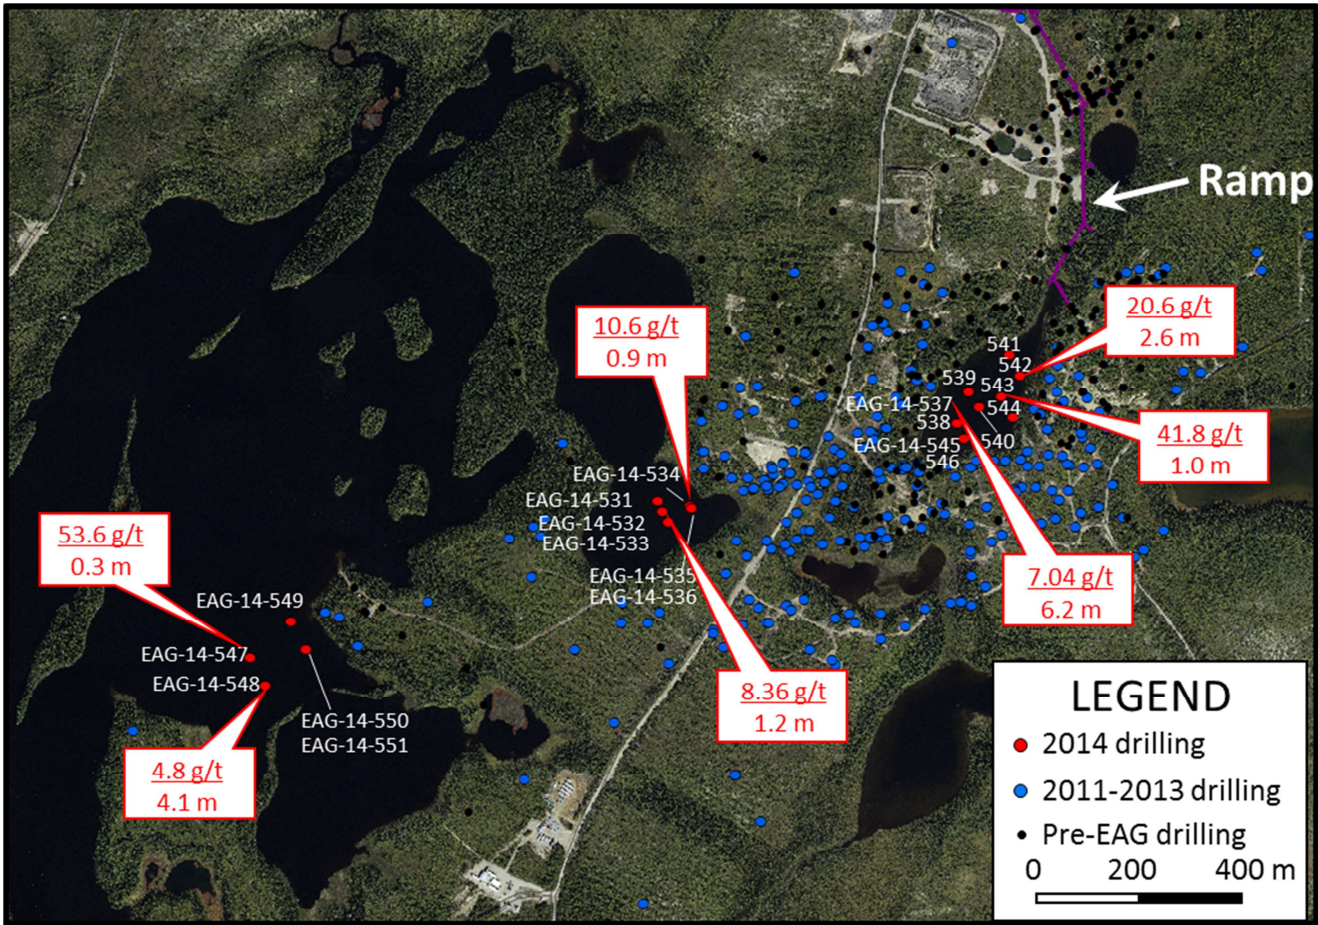 Ramp
20.6 g/t
2.6 m
10.6 g/t
0.9 m
541
542
539
543
EAG-14-537
544
538
EAG-14-545
540
546
41.8 g/t
1.0 m
EAG-14-534
EAG-14-531
EAG-14-532
EAG-14-533
53.6 g/t
0.3 m
EAG-14-535
EAG-14-536
7.04 g/t
6.2 m
EAG-14-549
EAG-14-547
EAG-14-548
8.36 g/t
1.2 m
EAG-14-550
EAG-14-551
4.8 g/t
4.1 m
LEGEND
2014 drilling
2011-2013 drilling
Pre-EAG drilling
0 200 400 m